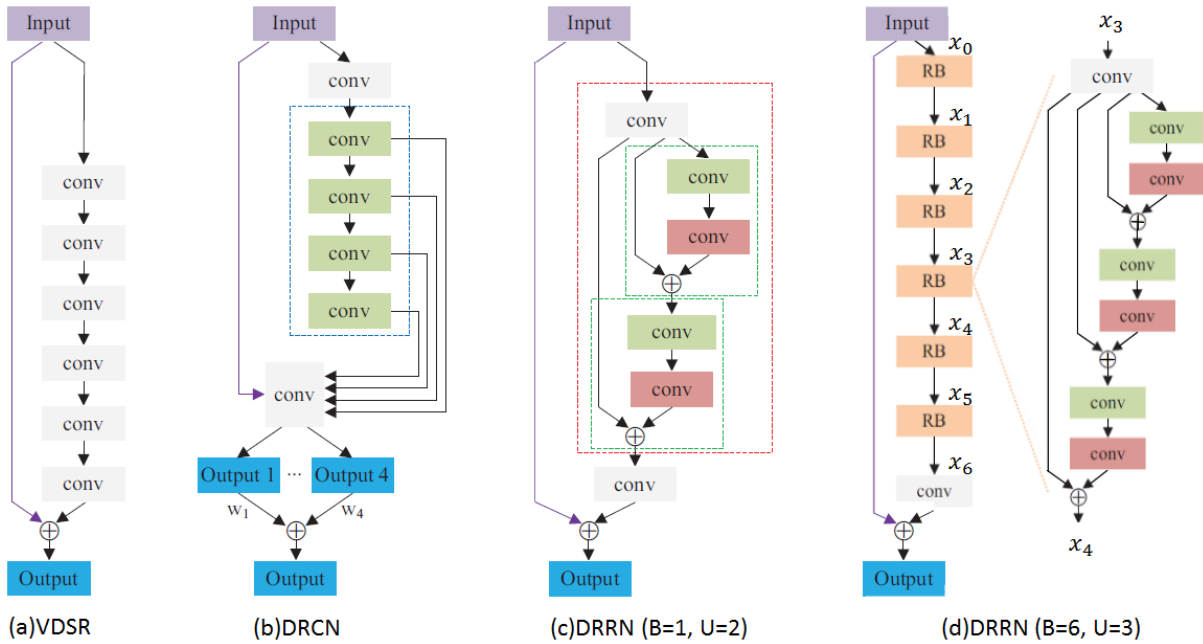 Input
conv
conv
conv
conv
conv
conv
Output
(a)VDSR
Input
conv
conv
conv
conv
conv
conv
Output 1 ... Output 4
w1 w4
Output
(b)DRCN
Input
conv
conv
conv
conv
conv
conv
Output
(c)DRRN (B=1, U=2)
Input
x0
RB
x1
RB
x2
RB
x3
RB
x4
RB
x5
RB
x6
conv
Output
x3
conv
conv
conv
conv
conv
conv
conv
x4
(d)DRRN (B=6, U=3)